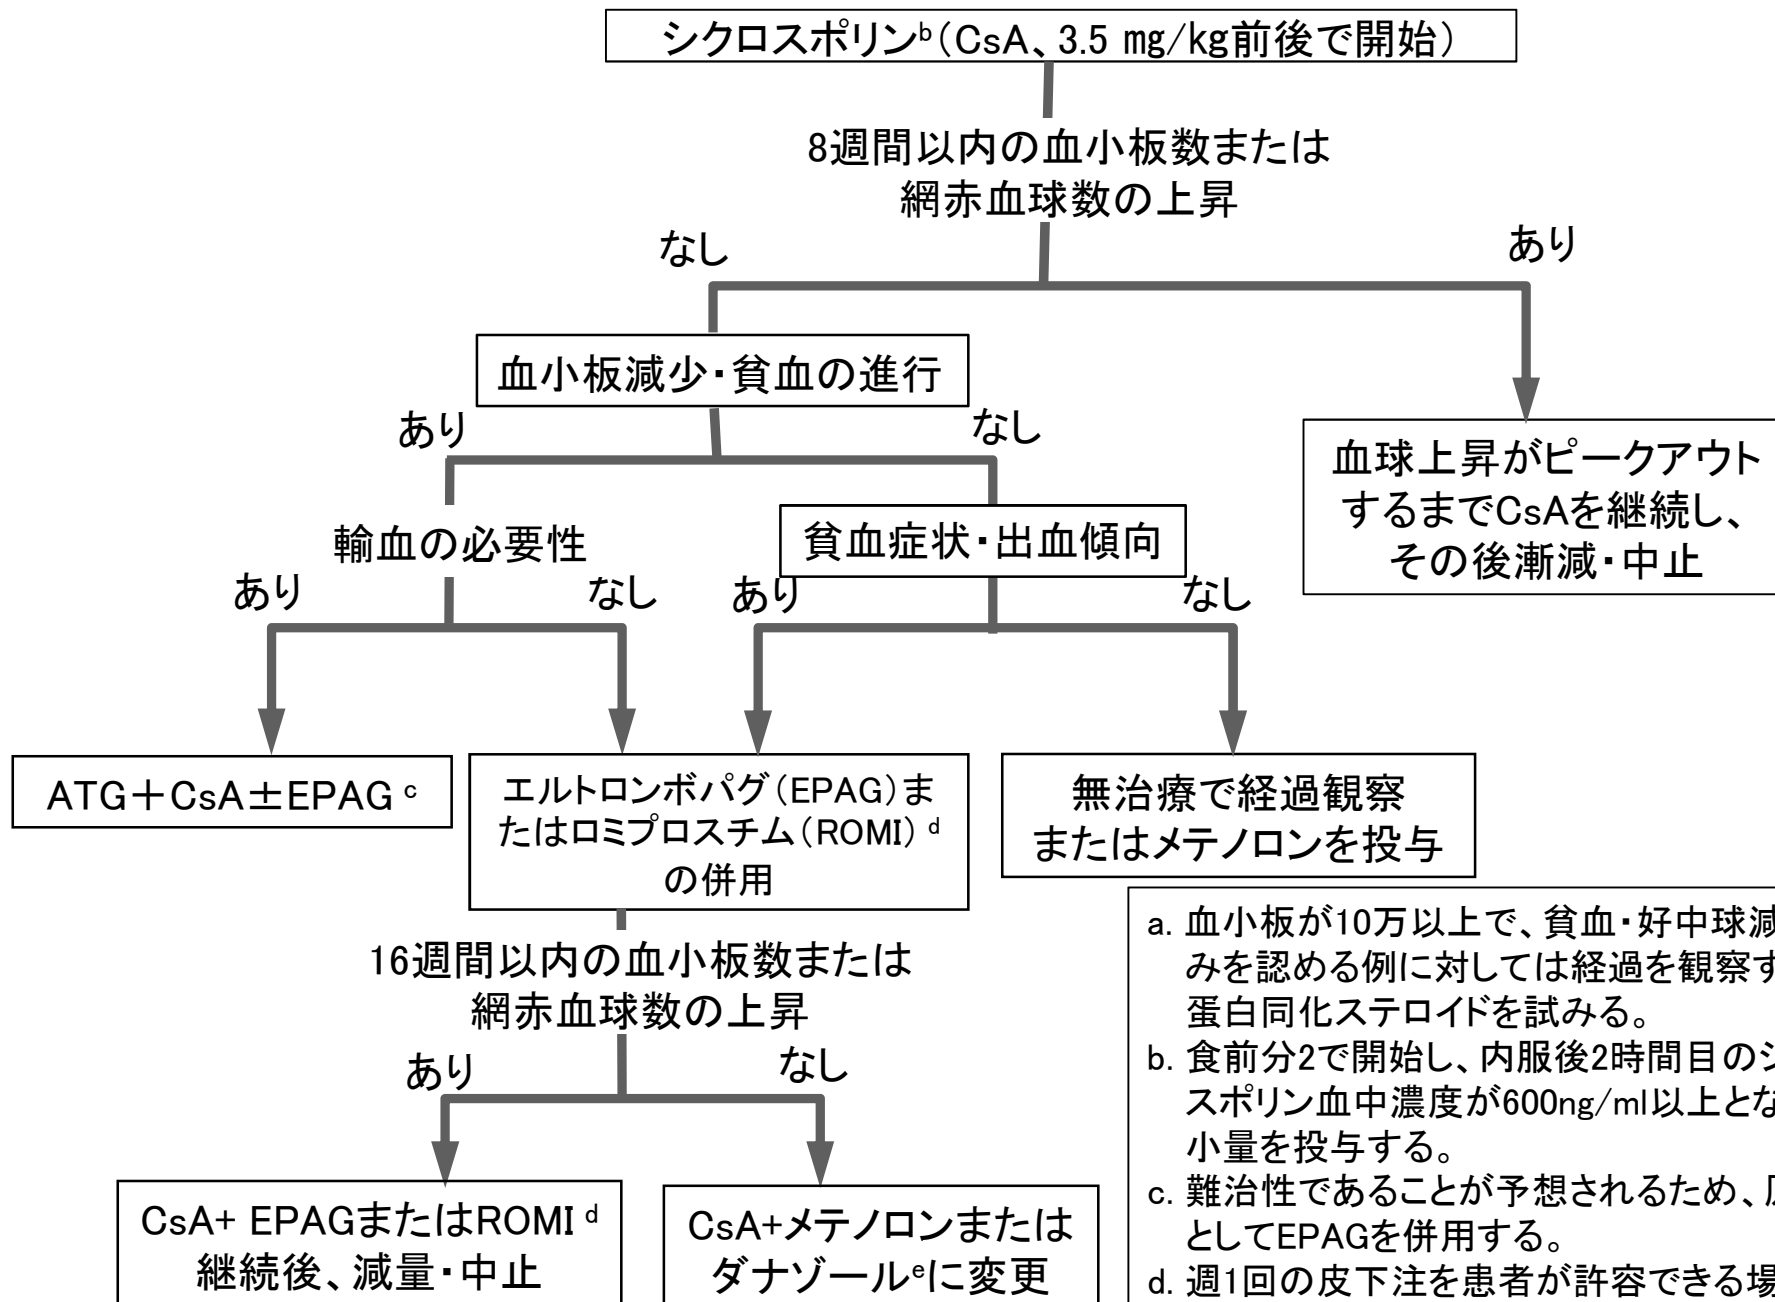 シクロスポリンb(CsA、3.5 mg/kg前後で開始)
8週間以内の血小板数または
網赤血球数の上昇
なし
あり
血小板減少・貧血の進行
あり
なし
血球上昇がピークアウト
するまでCsAを継続し、
その後漸減・中止
輸血の必要性
貧血症状・出血傾向
あり
なし
あり
なし
ATG+CsA±EPAG c
エルトロンボパグ(EPAG)ま
たはロミプロスチム(ROMI) d
の併用
無治療で経過観察
またはメテノロンを投与
16週間以内の血小板数または
網赤血球数の上昇
あり
なし
CsA+ EPAGまたはROMI d
継続後、減量・中止
CsA+メテノロンまたは
ダナゾールeに変更
a. 血小板が10万以上で、貧血・好中球減
みを認める例に対しては経過を観察す
蛋白同化ステロイドを試みる。
b. 食前分2で開始し、内服後2時間目のシ
スポリン血中濃度が600ng/ml以上とな
小量を投与する。
c. 難治性であることが予想されるため、
としてEPAGを併用する。
d. 週1回の皮下注を患者が許容できる場